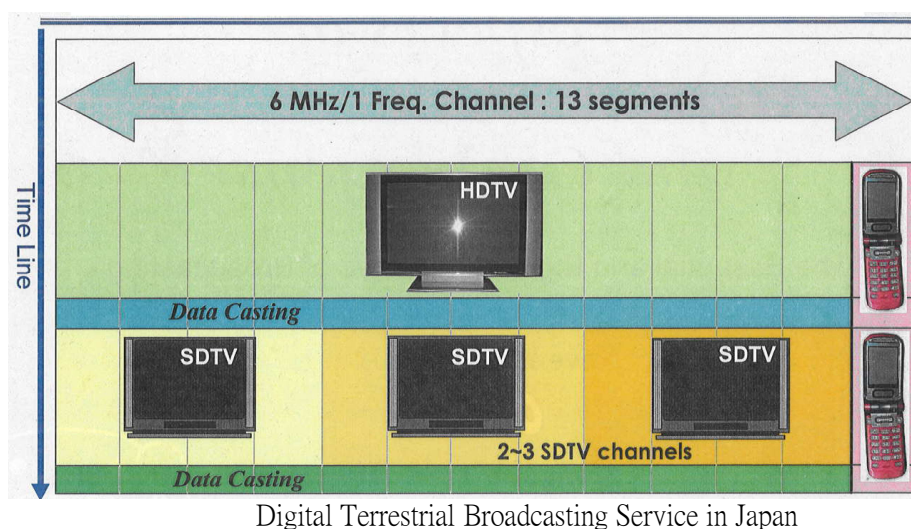 6 MHz/1 Freq. Channel : 13 segments
Time Line
HDTV
Data Casting
SDTV
SDTV
SDTV
2~3 SDTV channels
Data Casting
Digital Terrestrial Broadcasting Service in Japan